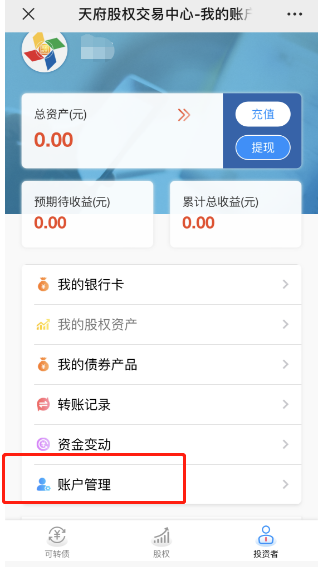 天府股权交易中心-我的账户
总资产(元)
充值
0.00
提现
预期待收益(元)
累计总收益(元)
0.00
0.00
我的银行卡
我的股权资产
我的债券产品
转账记录
资金变动
账户管理
可转债
股权
投资者